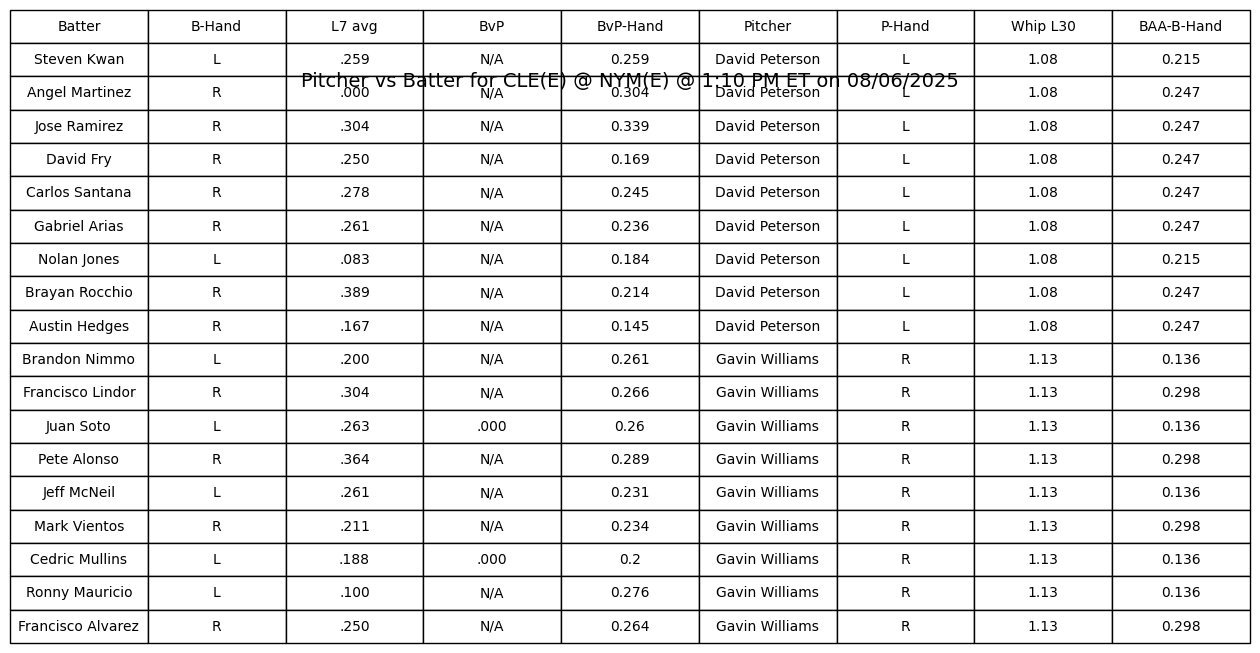 Batter B-Hand L7 avg BvP BvP-Hand Pitcher P-Hand Whip L30 BAA-B-Hand
Steven Kwan L .259 N/A 0.259 David Peterson L 1.08 0.215
Pitcher vs Batter for CLE(E) @ NYM(E) @ 1:10 PM ET on 08/06/2025
Angel Martinez R .000 N/A 0.304 David Peterson L 1.08 0.247
Jose Ramirez R .304 N/A 0.339 David Peterson L 1.08 0.247
David Fry R .250 N/A 0.169 David Peterson L 1.08 0.247
Carlos Santana R .278 N/A 0.245 David Peterson L 1.08 0.247
Gabriel Arias R .261 N/A 0.236 David Peterson L 1.08 0.247
Nolan Jones L .083 N/A 0.184 David Peterson L 1.08 0.215
Brayan Rocchio R .389 N/A 0.214 David Peterson L 1.08 0.247
Austin Hedges R .167 N/A 0.145 David Peterson L 1.08 0.247
Brandon Nimmo L .200 N/A 0.261 Gavin Williams R 1.13 0.136
Francisco Lindor R .304 N/A 0.266 Gavin Williams R 1.13 0.298
Juan Soto L .263 .000 0.26 Gavin Williams R 1.13 0.136
Pete Alonso R .364 N/A 0.289 Gavin Williams R 1.13 0.298
Jeff McNeil L .261 N/A 0.231 Gavin Williams R 1.13 0.136
Mark Vientos R .211 N/A 0.234 Gavin Williams R 1.13 0.298
Cedric Mullins L .188 .000 0.2 Gavin Williams R 1.13 0.136
Ronny Mauricio L .100 N/A 0.276 Gavin Williams R 1.13 0.136
Francisco Alvarez R .250 N/A 0.264 Gavin Williams R 1.13 0.298